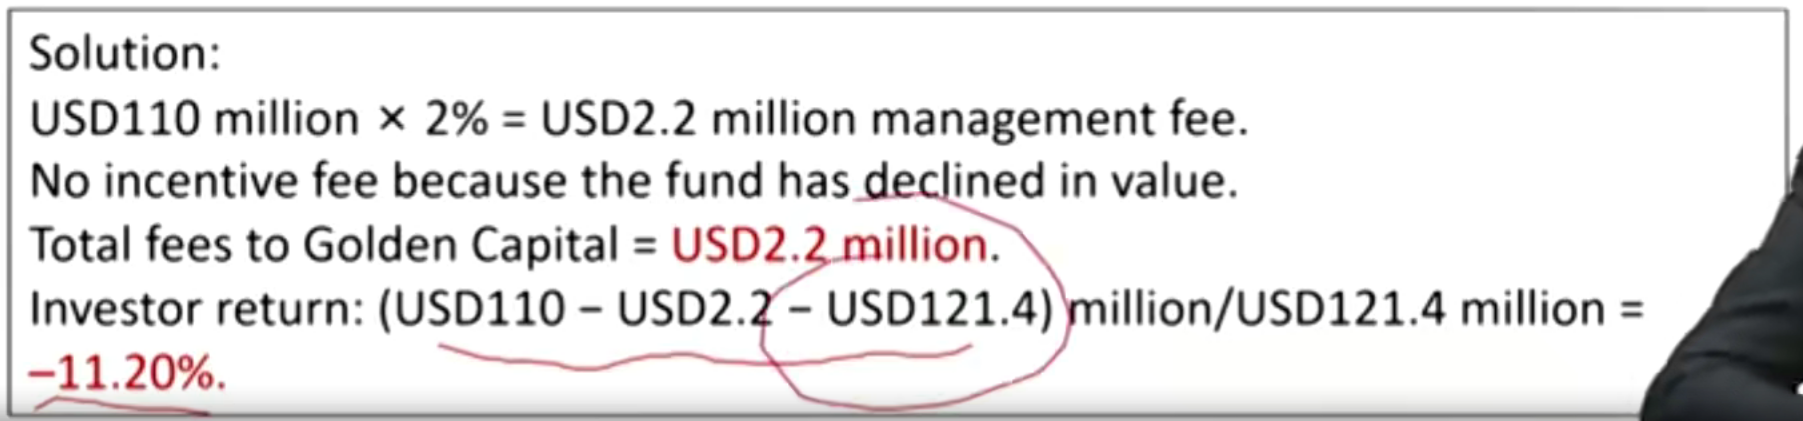 Solution:
USD110 million × 2% = USD2.2 million management fee.
No incentive fee because the fund has declined in value.
Total fees to Golden Capital = USD2.2 million.
Investor return: (USD110 – USD2.2 – USD121.4) million/USD121.4 million =
–11.20%.